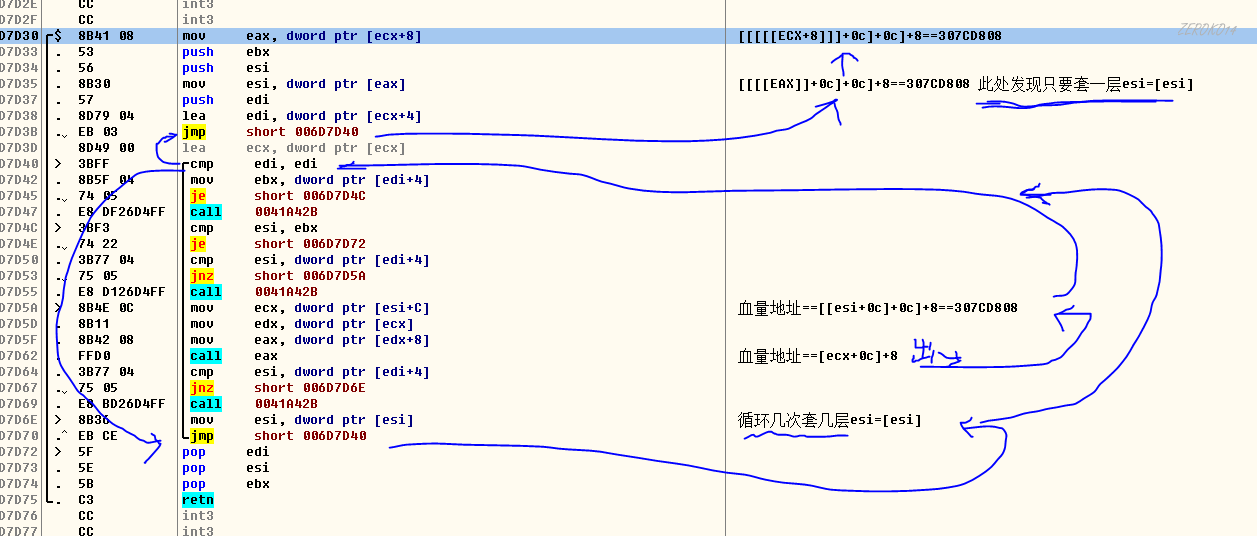 D7D2E CC int3
D7D2F CC int3
D7D30 $ 8B41 08 mov eax, dword ptr [ecx+8] [[[[[ECX+8]]]+0c]+0c]+8==307CD808
ZEROKD14
D7D33 . 53 push ebx
D7D34 . 56 push esi
D7D35 . 8B30 mov esi, dword ptr [eax] [[[[EAX]]+0c]+0c]+8==307CD808 此处发现只要套一层esi=[esi]
D7D37 . 57 push edi
D7D38 . 8D79 04 lea edi, dword ptr [ecx+4]
D7D3B . EB 03 jmp short 006D7D40
D7D3D 8D49 00 lea ecx, dword ptr [ecx]
D7D40 > 3BFF cmp edi, edi
D7D42 . 8B5F 04 mov ebx, dword ptr [edi+4]
D7D45 . 74 05 je short 006D7D4C
D7D47 . E8 DF26D4FF call 0041A42B
D7D4C > 3BF3 cmp esi, ebx
D7D4E . 74 22 je short 006D7D72
D7D50 . 3B77 04 cmp esi, dword ptr [edi+4]
D7D53 . 75 05 jnz short 006D7D5A
D7D55 . E8 D126D4FF call 0041A42B
D7D5A > 8B4E 0C mov ecx, dword ptr [esi+C] 血量地址==[[esi+0c]+0c]+8==307CD808
D7D5D . 8B11 mov edx, dword ptr [ecx]
D7D5F . 8B42 08 mov eax, dword ptr [edx+8] 血量地址==[ecx+0c]+8
D7D62 . FFD0 call eax
D7D64 . 3B77 04 cmp esi, dword ptr [edi+4]
D7D67 . 75 05 jnz short 006D7D6E
D7D69 . E8 BD26D4FF call 0041A42B
D7D6E > 8B36 mov esi, dword ptr [esi] 循环几次套几层esi=[esi]
D7D70 .^ EB CE jmp short 006D7D40
D7D72 > 5F pop edi
D7D73 . 5E pop esi
D7D74 . 5B pop ebx
D7D75 . C3 retn
D7D76 CC int3
D7D77 CC int3